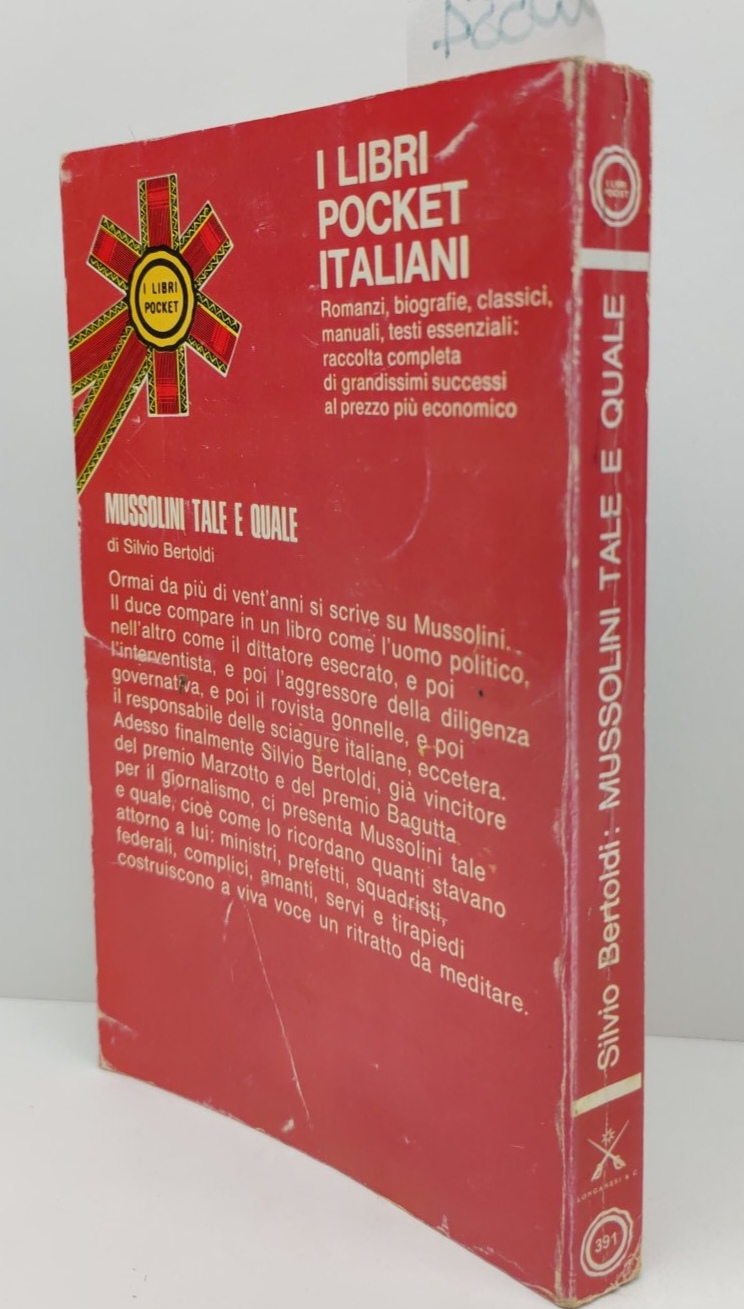 I LIBRI
POCKET
ITALIANI
Romanzi, biografie, classici,
manuali, testi essenziali:
raccolta completa
di grandissimi successi
al prezzo più economico
I LIBRI
POCKET
MUSSOLINI TALE E QUALE
di Silvio Bertoldi
Ormai da più di vent'anni si scrive su Mussolini.
Il duce compare in un libro come l'uomo politico,
nell'altro come il dittatore esecrato, e poi
l'interventista, e poi l'aggressore della diligenza
governativa, e poi il rovista gonnelle, e poi
il responsabile delle sciagure italiane, eccetera.
Adesso finalmente Silvio Bertoldi, già vincitore
del premio Marzotto e del premio Bagutta
per il giornalismo, ci presenta Mussolini tale
e quale, cioè come lo ricordano quanti stavano
attorno a lui: ministri, prefetti, squadristi,
federali, complici, amanti, servi e tirapiedi
costruiscono a viva voce un ritratto da meditare.
I LIBRI
POCKET
Silvio Bertoldi: MUSSOLINI TALE E QUALE
LONGANESI & C.
391